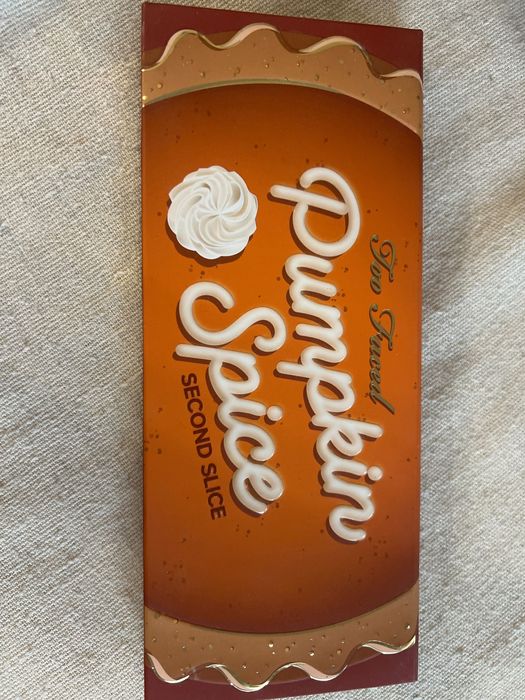 Too Faced
Pumpkin
Spice
SECOND SLICE